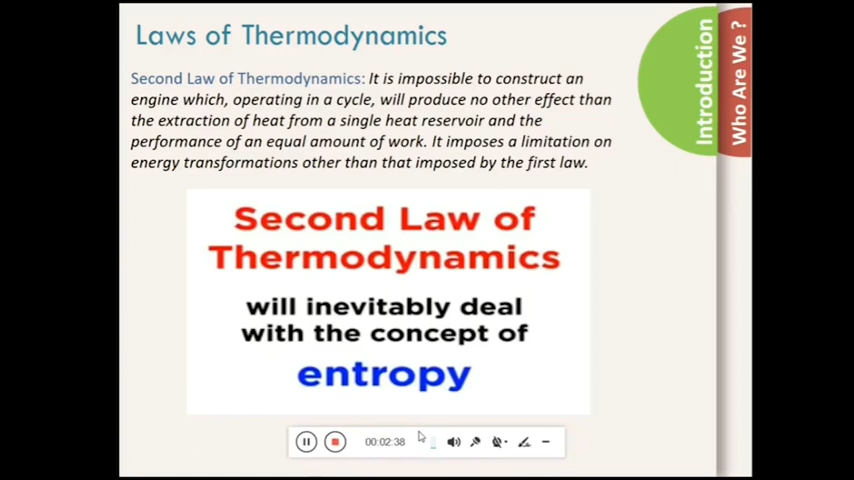 Laws of Thermodynamics
Second Law of Thermodynamics: It is impossible to construct an
engine which, operating in a cycle, will produce no other effect than
the extraction of heat from a single heat reservoir and the
performance of an equal amount of work. It imposes a limitation on
energy transformations other than that imposed by the first law.
Second Law of
Thermodynamics
will inevitably deal
with the concept of
entropy
00:02:38
Introduction
Who Are We ?